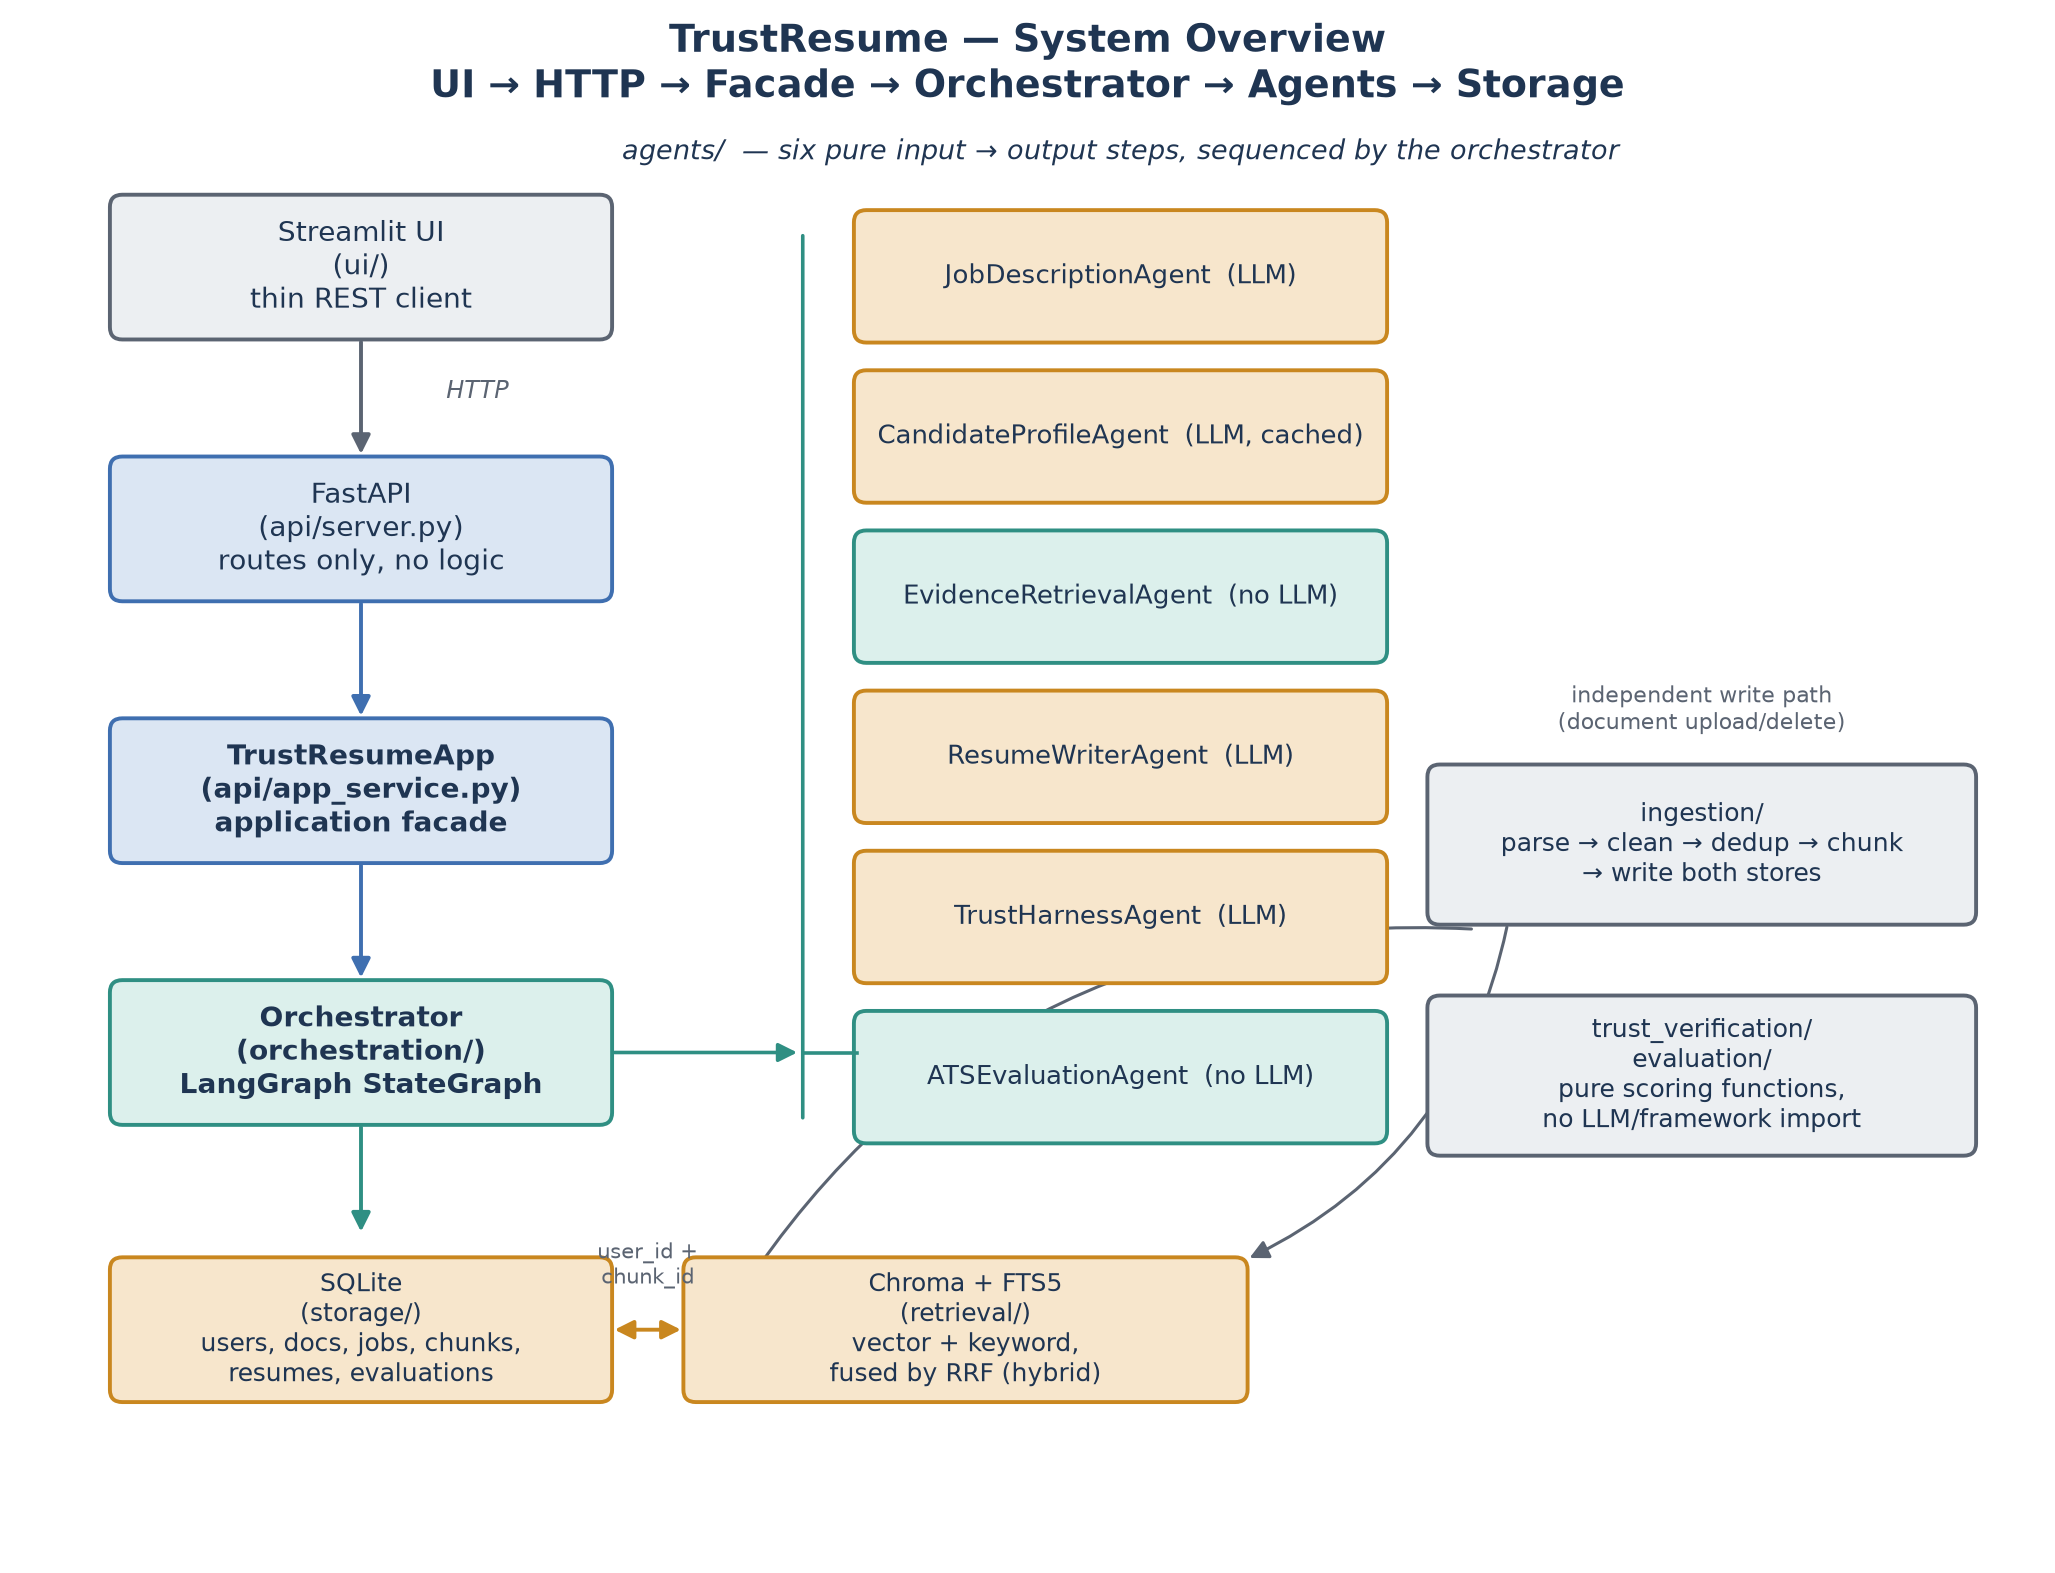 TrustResume — System Overview
UI → HTTP → Facade → Orchestrator → Agents → Storage
agents/ — six pure input → output steps, sequenced by the orchestrator
Streamlit UI
(ui/)
thin REST client
HTTP
FastAPI
(api/server.py)
routes only, no logic
TrustResumeApp
(api/app_service.py)
application facade
Orchestrator
(orchestration/)
LangGraph StateGraph
JobDescriptionAgent (LLM)
CandidateProfileAgent (LLM, cached)
EvidenceRetrievalAgent (no LLM)
ResumeWriterAgent (LLM)
TrustHarnessAgent (LLM)
ATSEvaluationAgent (no LLM)
independent write path
(document upload/delete)
ingestion/
parse → clean → dedup → chunk
→ write both stores
trust_verification/
evaluation/
pure scoring functions,
no LLM/framework import
SQLite
(storage/)
users, docs, jobs, chunks,
resumes, evaluations
user_id +
chunk_id
Chroma + FTS5
(retrieval/)
vector + keyword,
fused by RRF (hybrid)